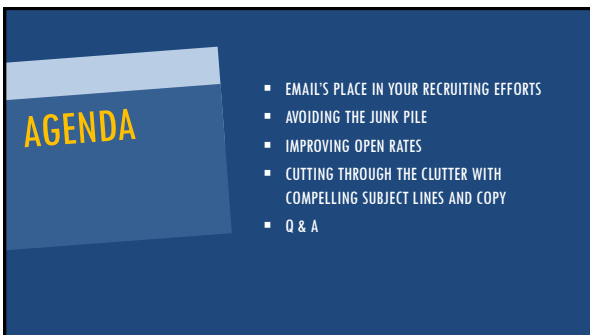 AGENDA
EMAIL'S PLACE IN YOUR RECRUITING EFFORTS
AVOIDING THE JUNK PILE
IMPROVING OPEN RATES
CUTTING THROUGH THE CLUTTER WITH
COMPELLING SUBJECT LINES AND COPY
Q & A